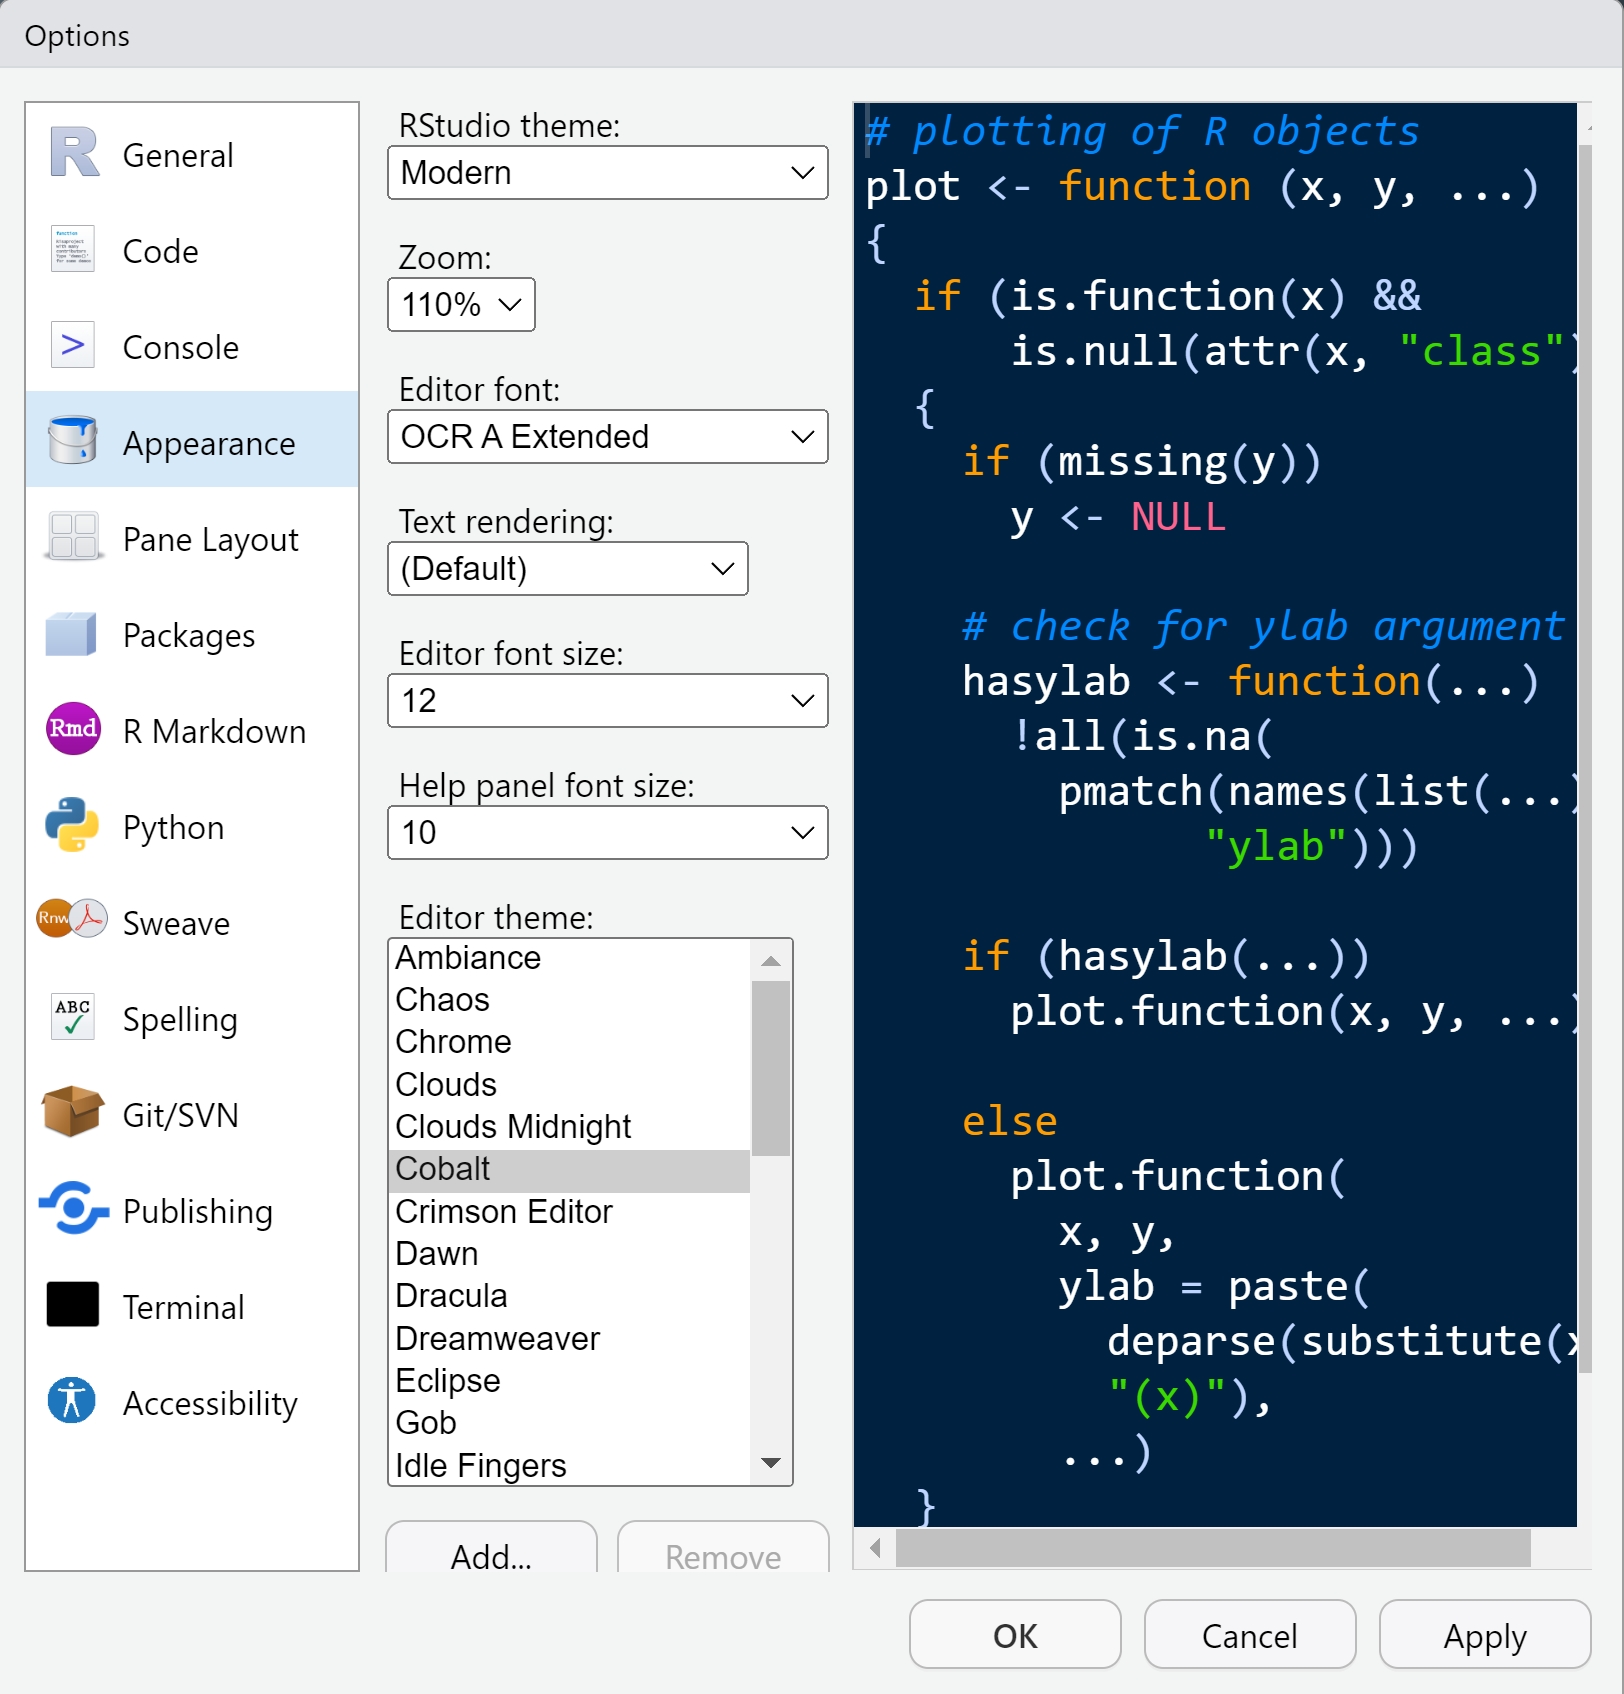 Options
General
Code
Console
Appearance
Pane Layout
Packages
Rmd
R Markdown
Python
Rnw
Sweave
ABC
Spelling
Git/SVN
Publishing
Terminal
Accessibility
RStudio theme:
Modern
Zoom:
110%
Editor font:
OCR A Extended
Text rendering:
(Default)
Editor font size:
12
Help panel font size:
10
Editor theme:
Ambiance
Chaos
Chrome
Clouds
Clouds Midnight
Cobalt
Crimson Editor
Dawn
Dracula
Dreamweaver
Eclipse
Gob
Idle Fingers
Add...
Remove
# plotting of R objects
plot <- function (x, y, ...)
{
  if (is.function(x) &&
      is.null(attr(x, "class")
  {
    if (missing(y))
      y <- NULL
    # check for ylab argument
    hasylab <- function(...)
      !all(is.na(
        pmatch(names(list(...)
              "ylab")))
    if (hasylab(...))
      plot.function(x, y, ...)
    else
      plot.function(
        x, y,
        ylab = paste(
          deparse(substitute(x
          "(x)"),
        ...)
  }
OK
Cancel
Apply